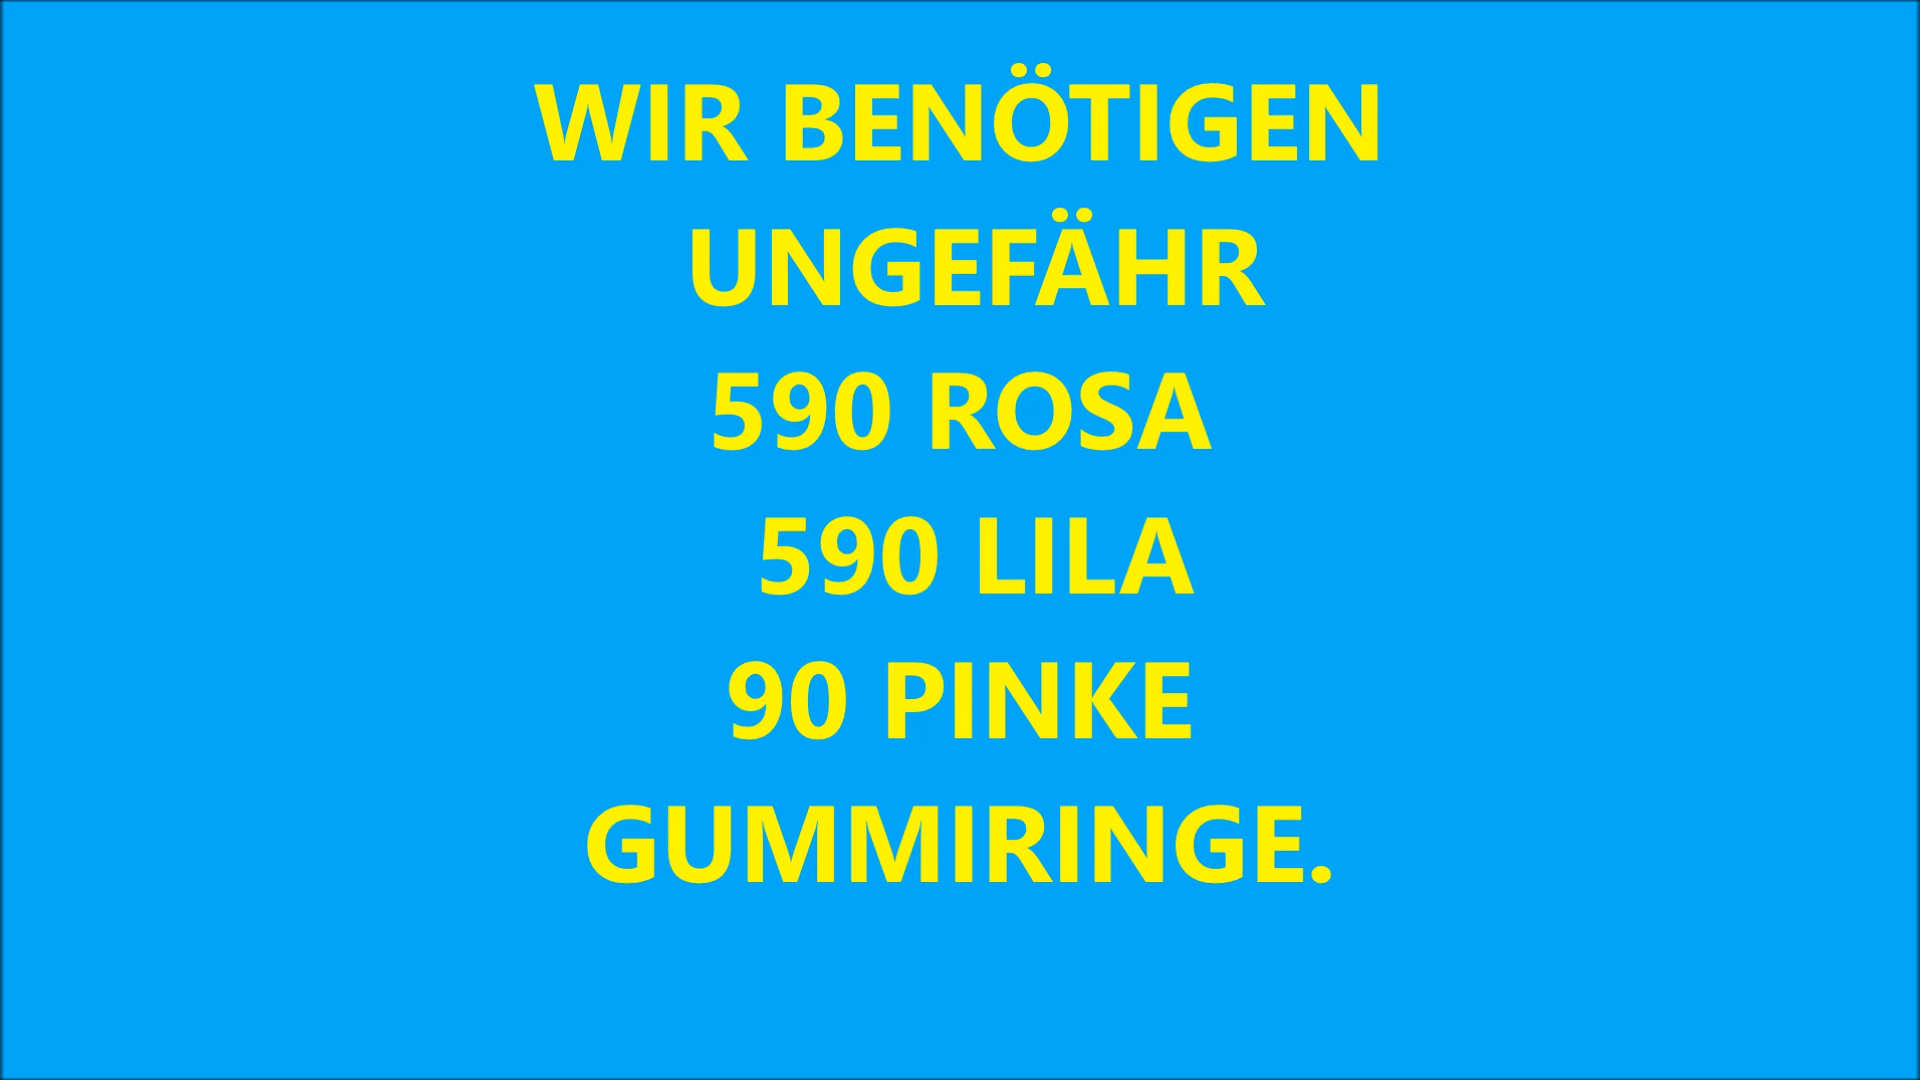 WIR BENÖTIGEN
UNGEFÄHR
590 ROSA
590 LILA
90 PINKE
GUMMIRINGE.